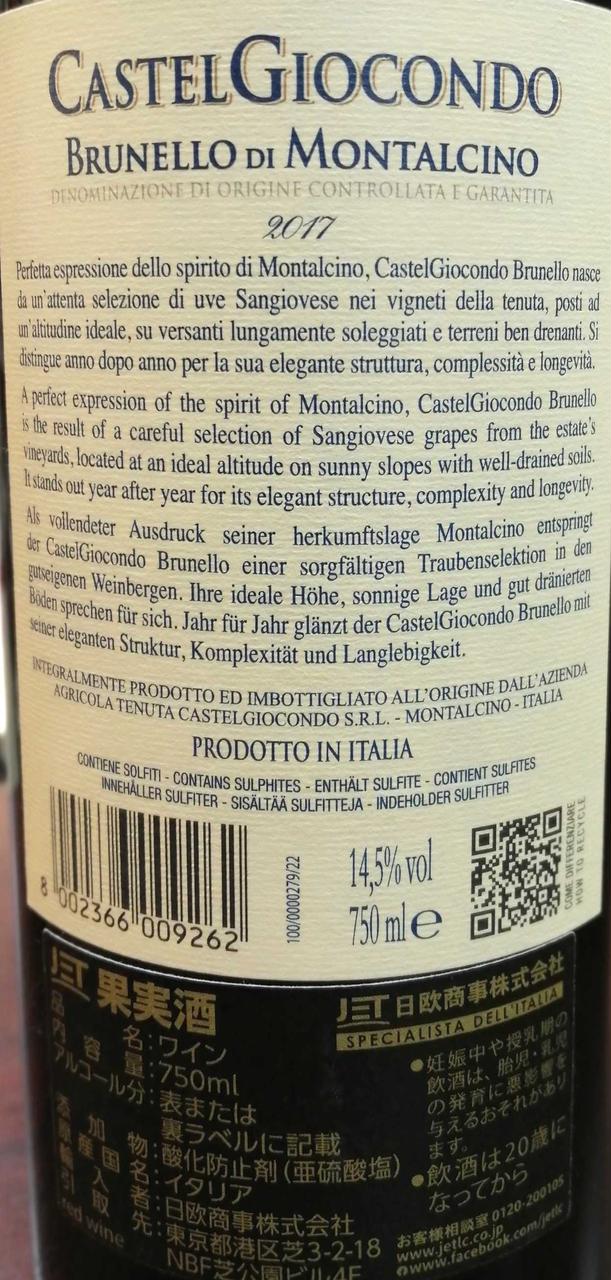 CASTELGIOCONDO
BRUNELLO DI MONTALCINO
DENOMINAZIONE DI ORIGINE CONTROLLATA E GARANTITA
2017
Perfetta espressione dello spirito di Montalcino, CastelGiocondo Brunello nasce
da un'attenta selezione di uve Sangiovese nei vigneti della tenuta, posti ad
un'altitudine ideale, su versanti lungamente soleggiati e terreni ben drenanti. Si
distingue anno dopo anno per la sua elegante struttura, complessità e longevità.
A perfect expression of the spirit of Montalcino, CastelGiocondo Brunello
is the result of a careful selection of Sangiovese grapes from the estate's
vineyards, located at an ideal altitude on sunny slopes with well-drained soils.
It stands out year after year for its elegant structure, complexity and longevity.
Als vollendeter Ausdruck seiner herkumftslage Montalcino entspringt
der CastelGiocondo Brunello einer sorgfältigen Traubenselektion in den
gutseigenen Weinbergen. Ihre ideale Höhe, sonnige Lage und gut dränierten
Böden sprechen für sich. Jahr für Jahr glänzt der CastelGiocondo Brunello mit
seiner eleganten Struktur, Komplexität und Langlebigkeit.
INTEGRALMENTE PRODOTTO ED IMBOTTIGLIATO ALL'ORIGINE DALL'AZIENDA
AGRICOLA TENUTA CASTELGIOCONDO S.R.L. - MONTALCINO - ITALIA
PRODOTTO IN ITALIA
CONTIENE SOLFITI - CONTAINS SULPHITES - ENTHÄLT SULFITE - CONTIENT SULFITES
INNEHÅLLER SULFITER - SISÄLTÄÄ SULFITTEJA - INDEHOLDER SULFITTER
8 002366 009262
100/0000279/22
14,5% vol
750 ml e
COME DIFFERENZIARE
HOW TO RECYCLE
JET 果実酒
品名:ワイン
内容量:750ml
アルコール分:表または
裏ラベルに記載
添加物:酸化防止剤(亜硫酸塩)
原産国名:イタリア
輸入者:日欧商事株式会社
引取先:東京都港区芝3-2-18
NBF芝公園ビル4F
red wine
JET 日欧商事株式会社
SPECIALISTA DELL'ITALIA
●妊娠中や授乳期の
飲酒は、胎児・乳児
の発育に悪影響を
与えるおそれがあり
ます。
●飲酒は20歳に
なってから
お客様相談室 0120-200105
www.jetlc.co.jp
www.facebook.com/jetlc